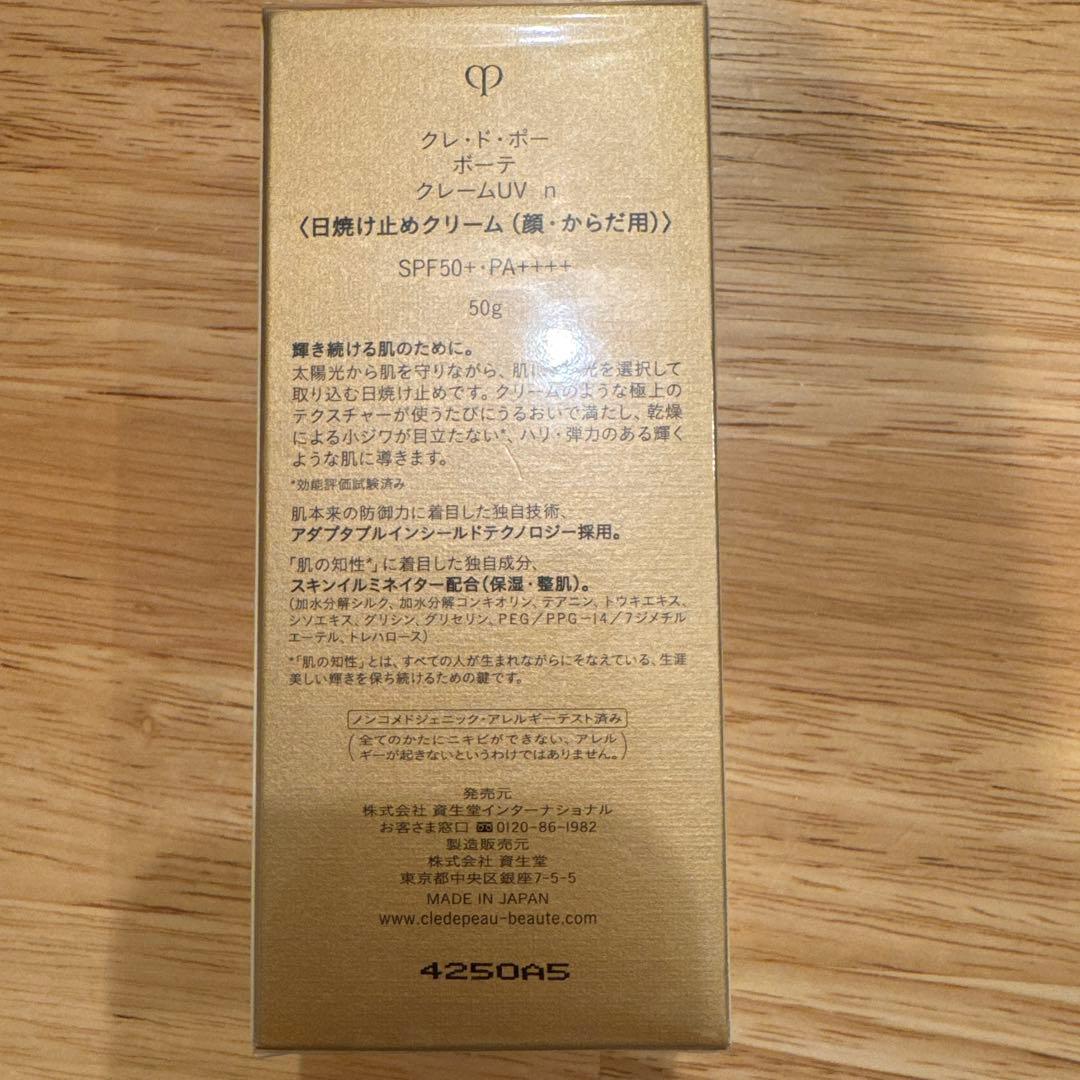 クレ・ド・ポー
ボーテ
クレームUV n
〈日焼け止めクリーム（顔・からだ用）〉
SPF50+・PA++++
50g
輝き続ける肌のために。
太陽光から肌を守りながら、肌に 光を選択して
取り込む日焼け止めです。クリームのような極上の
テクスチャーが使うたびにうるおいで満たし、乾燥
による小ジワが目立たない*、ハリ・弾力のある輝く
ような肌に導きます。
*効能評価試験済み
肌本来の防御力に着目した独自技術、
アダプタブルインシールドテクノロジー採用。
「肌の知性*」に着目した独自成分、
スキンイルミネイター配合（保湿・整肌）。
（加水分解シルク、加水分解コンキオリン、テアニン、トウキエキス、
シソエキス、グリシン、グリセリン、PEG／PPG－14／7ジメチル
エーテル、トレハロース）
*「肌の知性」とは、すべての人が生まれながらにそなえている、生涯
美しい輝きを保ち続けるための鍵です。
ノンコメドジェニック・アレルギーテスト済み
（全てのかたにニキビができない、アレル
ギーが起きないというわけではありません。）
発売元
株式会社 資生堂インターナショナル
お客さま窓口 0120-86-1982
製造販売元
株式会社 資生堂
東京都中央区銀座7-5-5
MADE IN JAPAN
www.cledepeau-beaute.com
4250A5